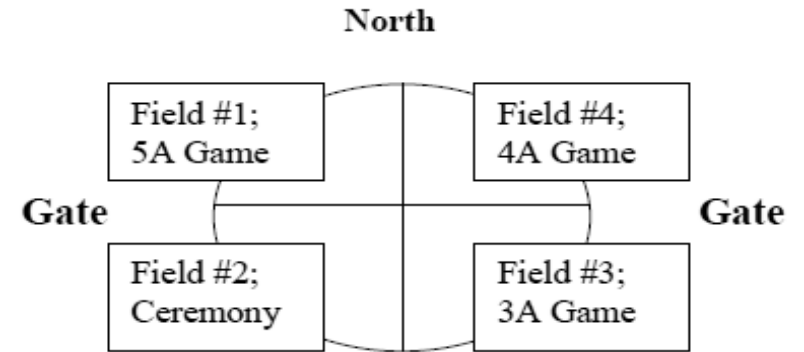 North
Field #1;
5A Game
Field #4;
4A Game
Gate
Gate
Field #2;
Ceremony
Field #3;
3A Game